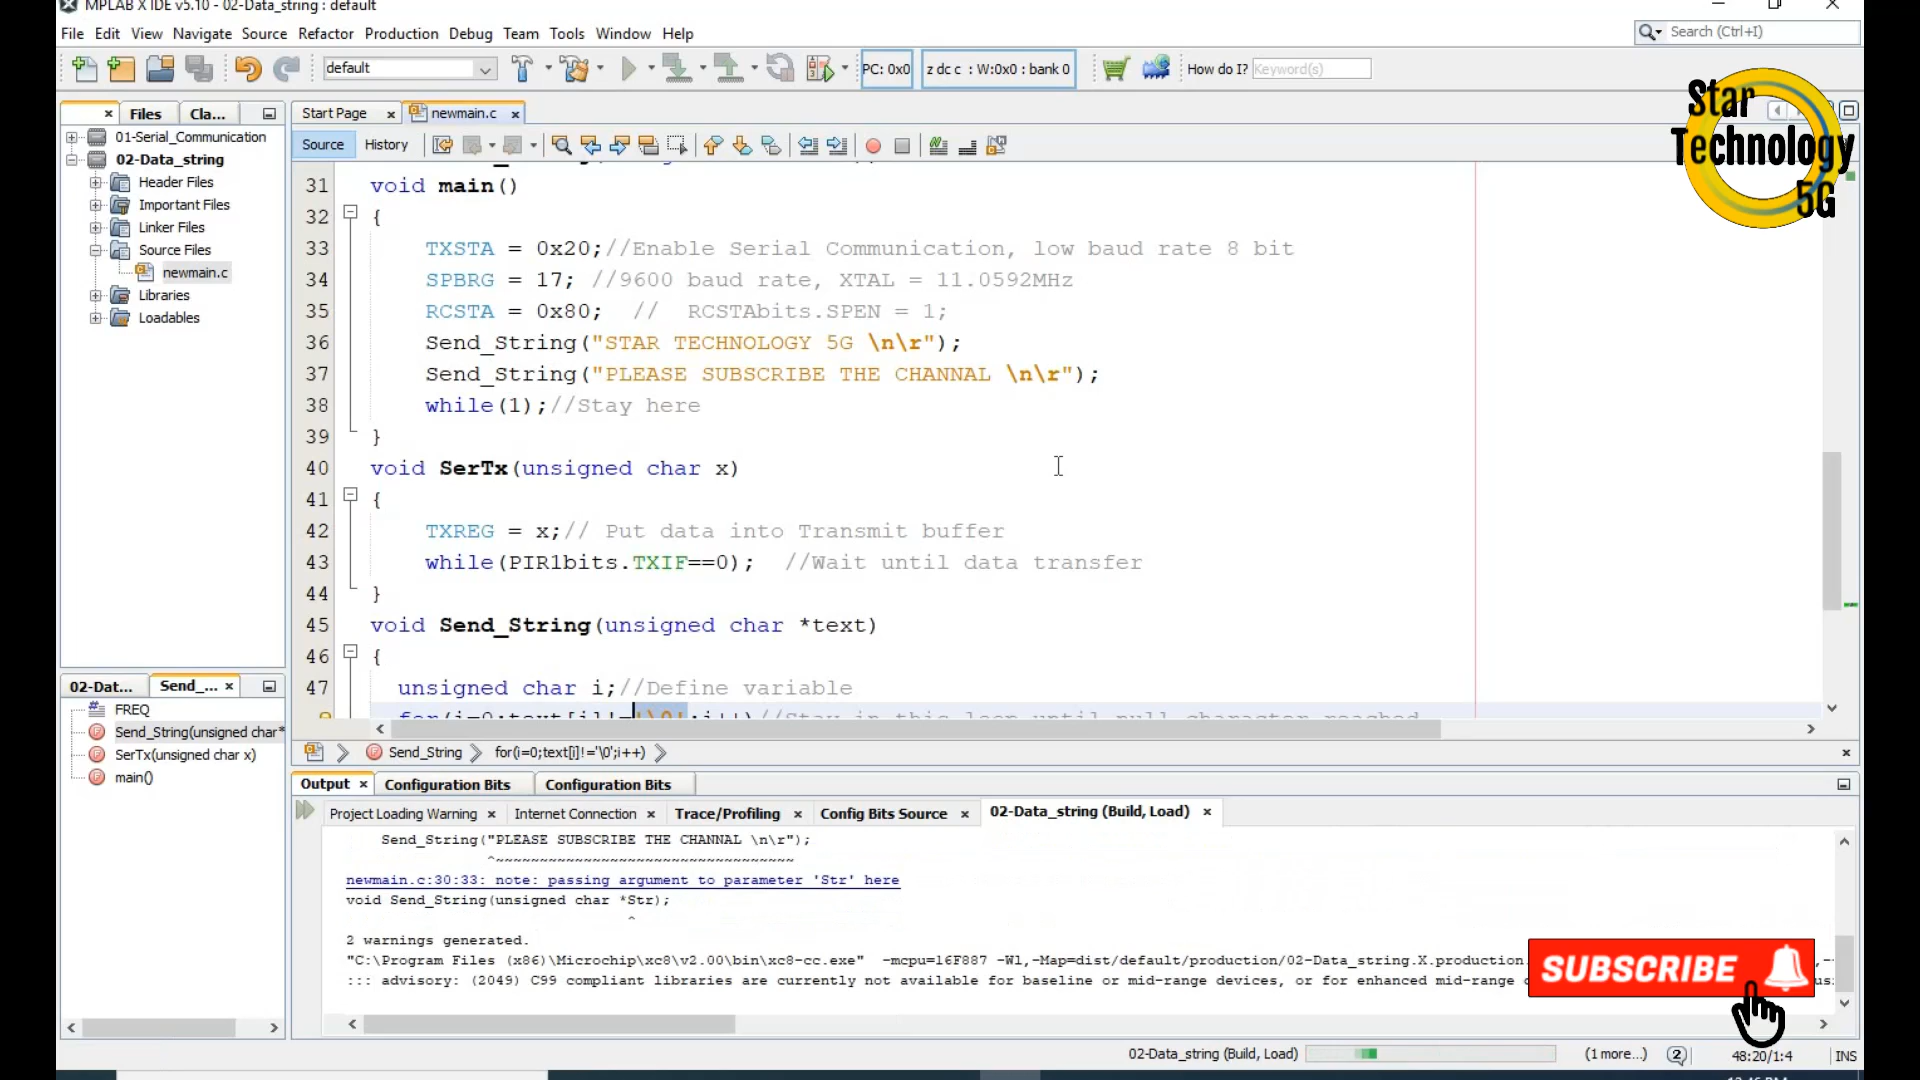 MPLAB X IDE v5.10 - 02-Data_string : default
File Edit View Navigate Source Refactor Production Debug Team Tools Window Help
Search (Ctrl+I)
default
PC: 0x0
z dc c : W:0x0 : bank 0
How do I? Keyword(s)
Star
Technology
5G
Files Cla...
Start Page newmain.c
Source History
01-Serial_Communication
02-Data_string
Header Files
Important Files
Linker Files
Source Files
newmain.c
Libraries
Loadables
31 void main()
32 {
33 TXSTA = 0x20;//Enable Serial Communication, low baud rate 8 bit
34 SPBRG = 17; //9600 baud rate, XTAL = 11.0592MHz
35 RCSTA = 0x80; // RCSTAbits.SPEN = 1;
36 Send_String("STAR TECHNOLOGY 5G \n\r");
37 Send_String("PLEASE SUBSCRIBE THE CHANNAL \n\r");
38 while(1);//Stay here
39 }
40 void SerTx(unsigned char x)
41 {
42 TXREG = x;// Put data into Transmit buffer
43 while(PIR1bits.TXIF==0); //Wait until data transfer
44 }
45 void Send_String(unsigned char *text)
46 {
47 unsigned char i;//Define variable
for(i=0;text[i]!='\0';i++)//Stay in this loop until null character reached
02-Dat... Send_...
FREQ
Send_String(unsigned char*
SerTx(unsigned char x)
main()
Send_String for(i=0;text[i]!='\0';i++)
Output Configuration Bits Configuration Bits
Project Loading Warning Internet Connection Trace/Profiling Config Bits Source 02-Data_string (Build, Load)
Send_String("PLEASE SUBSCRIBE THE CHANNAL \n\r");
^~~~~~~~~~~~~~~~~~~~~~~~~~~~~~~~~
newmain.c:30:33: note: passing argument to parameter 'Str' here
void Send_String(unsigned char *Str);
^
2 warnings generated.
"C:\Program Files (x86)\Microchip\xc8\v2.00\bin\xc8-cc.exe" -mcpu=16F887 -Wl,-Map=dist/default/production/02-Data_string.X.production.
::: advisory: (2049) C99 compliant libraries are currently not available for baseline or mid-range devices, or for enhanced mid-range
SUBSCRIBE
02-Data_string (Build, Load) (1 more...) 2 48:20/1:4 INS